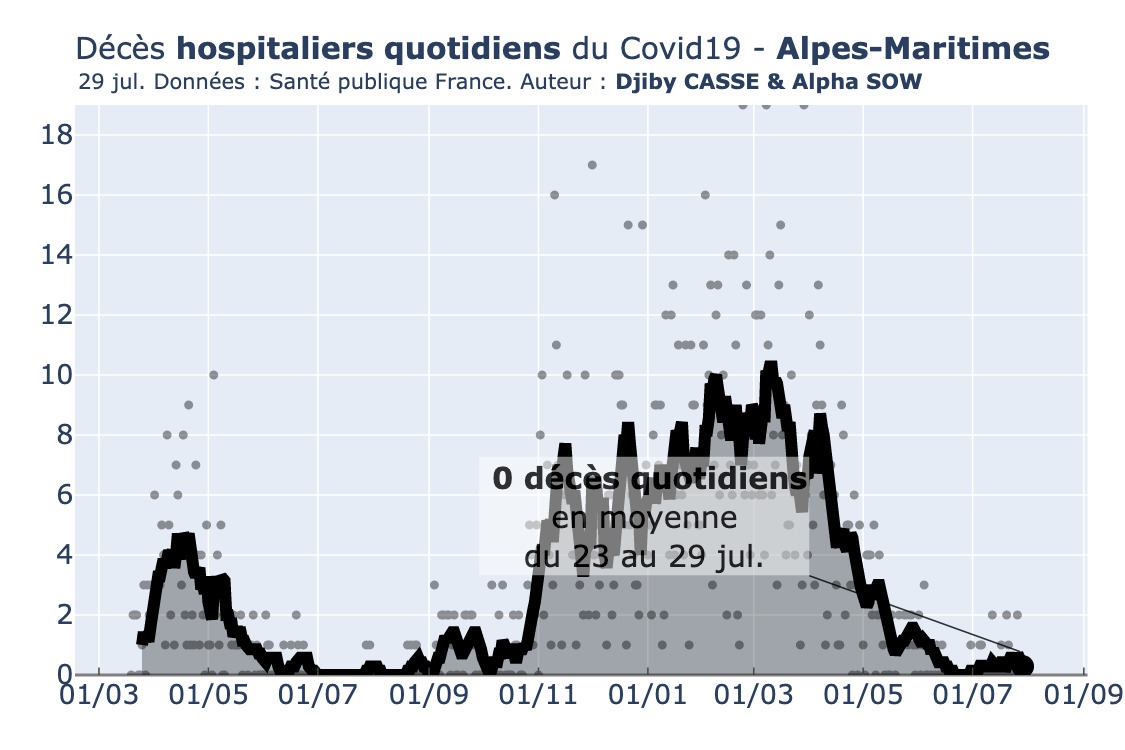 Décès hospitaliers quotidiens du Covid19 - Alpes-Maritimes
29 jul. Données : Santé publique France. Auteur : Djiby CASSE & Alpha SOW
18
16
14
12
10
8
6
4
2
0
0 décès quotidiens
en moyenne
du 23 au 29 jul.
01/03 01/05 01/07 01/09 01/11 01/01 01/03 01/05 01/07 01/09